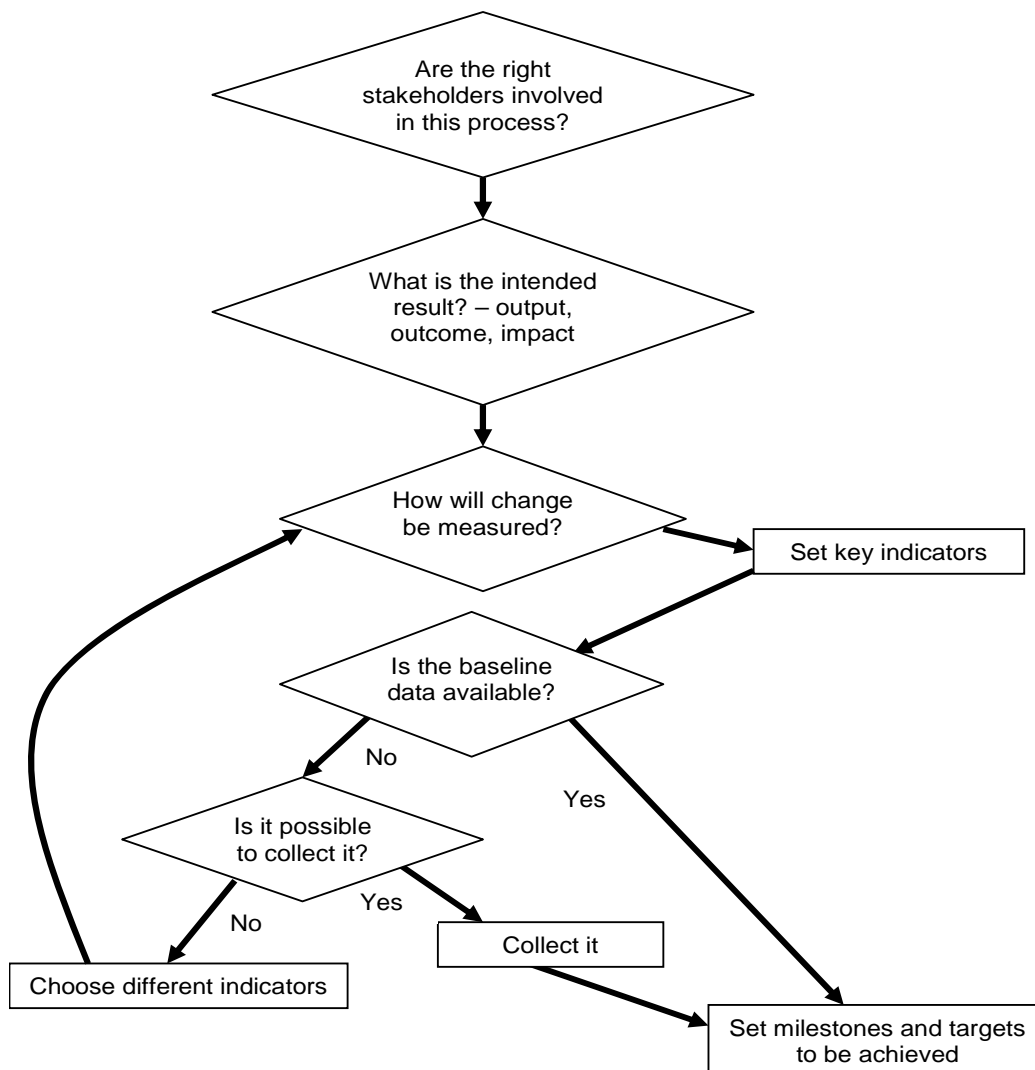 Are the right
stakeholders involved
in this process?
What is the intended
result? – output,
outcome, impact
How will change
be measured?
Set key indicators
Is the baseline
data available?
No
Yes
Is it possible
to collect it?
Yes
No
Collect it
Choose different indicators
Set milestones and targets
to be achieved